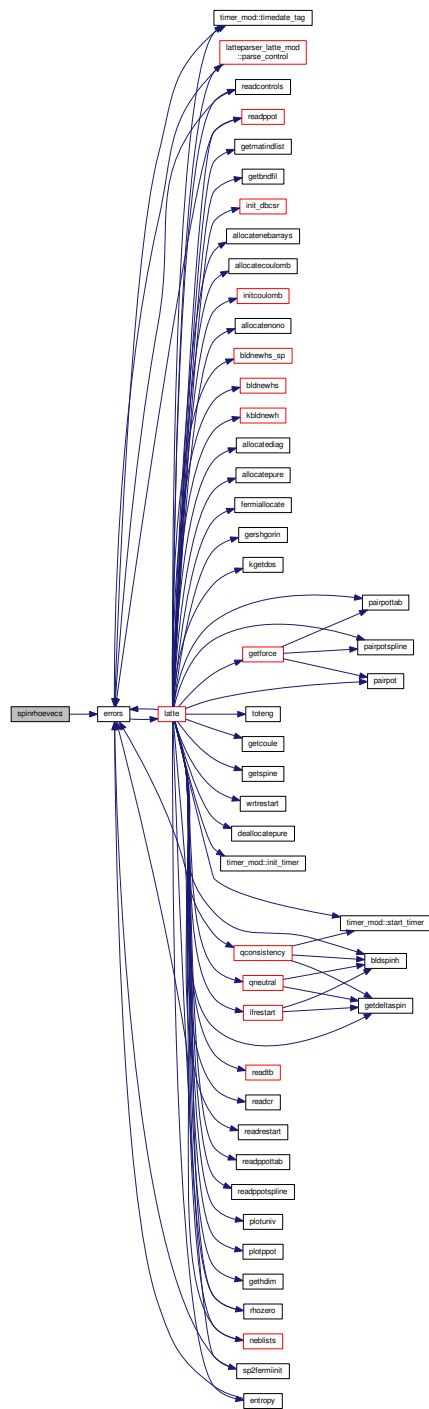 timer_mod::timedate_tag
latteparser_latte_mod
::parse_control
readcontrols
readppot
getmatindlist
getbndfil
init_dbcsr
allocatenebarrays
allocatecoulomb
initcoulomb
allocatenono
bldnewhs_sp
bldnewhs
kbldnewh
allocatediag
allocatepure
fermiallocate
gershgorin
kgetdos
pairpottab
pairpotspline
getforce
pairpot
spinrhoevecs
errors
latte
toteng
getcoule
getspine
wrtrestart
deallocatepure
timer_mod::init_timer
timer_mod::start_timer
qconsistency
bldspinh
qneutral
getdeltaspin
ifrestart
readtb
readcr
readrestart
readppottab
readppotspline
plotuniv
plotppot
gethdim
rhozero
neblists
sp2fermiinit
entropy